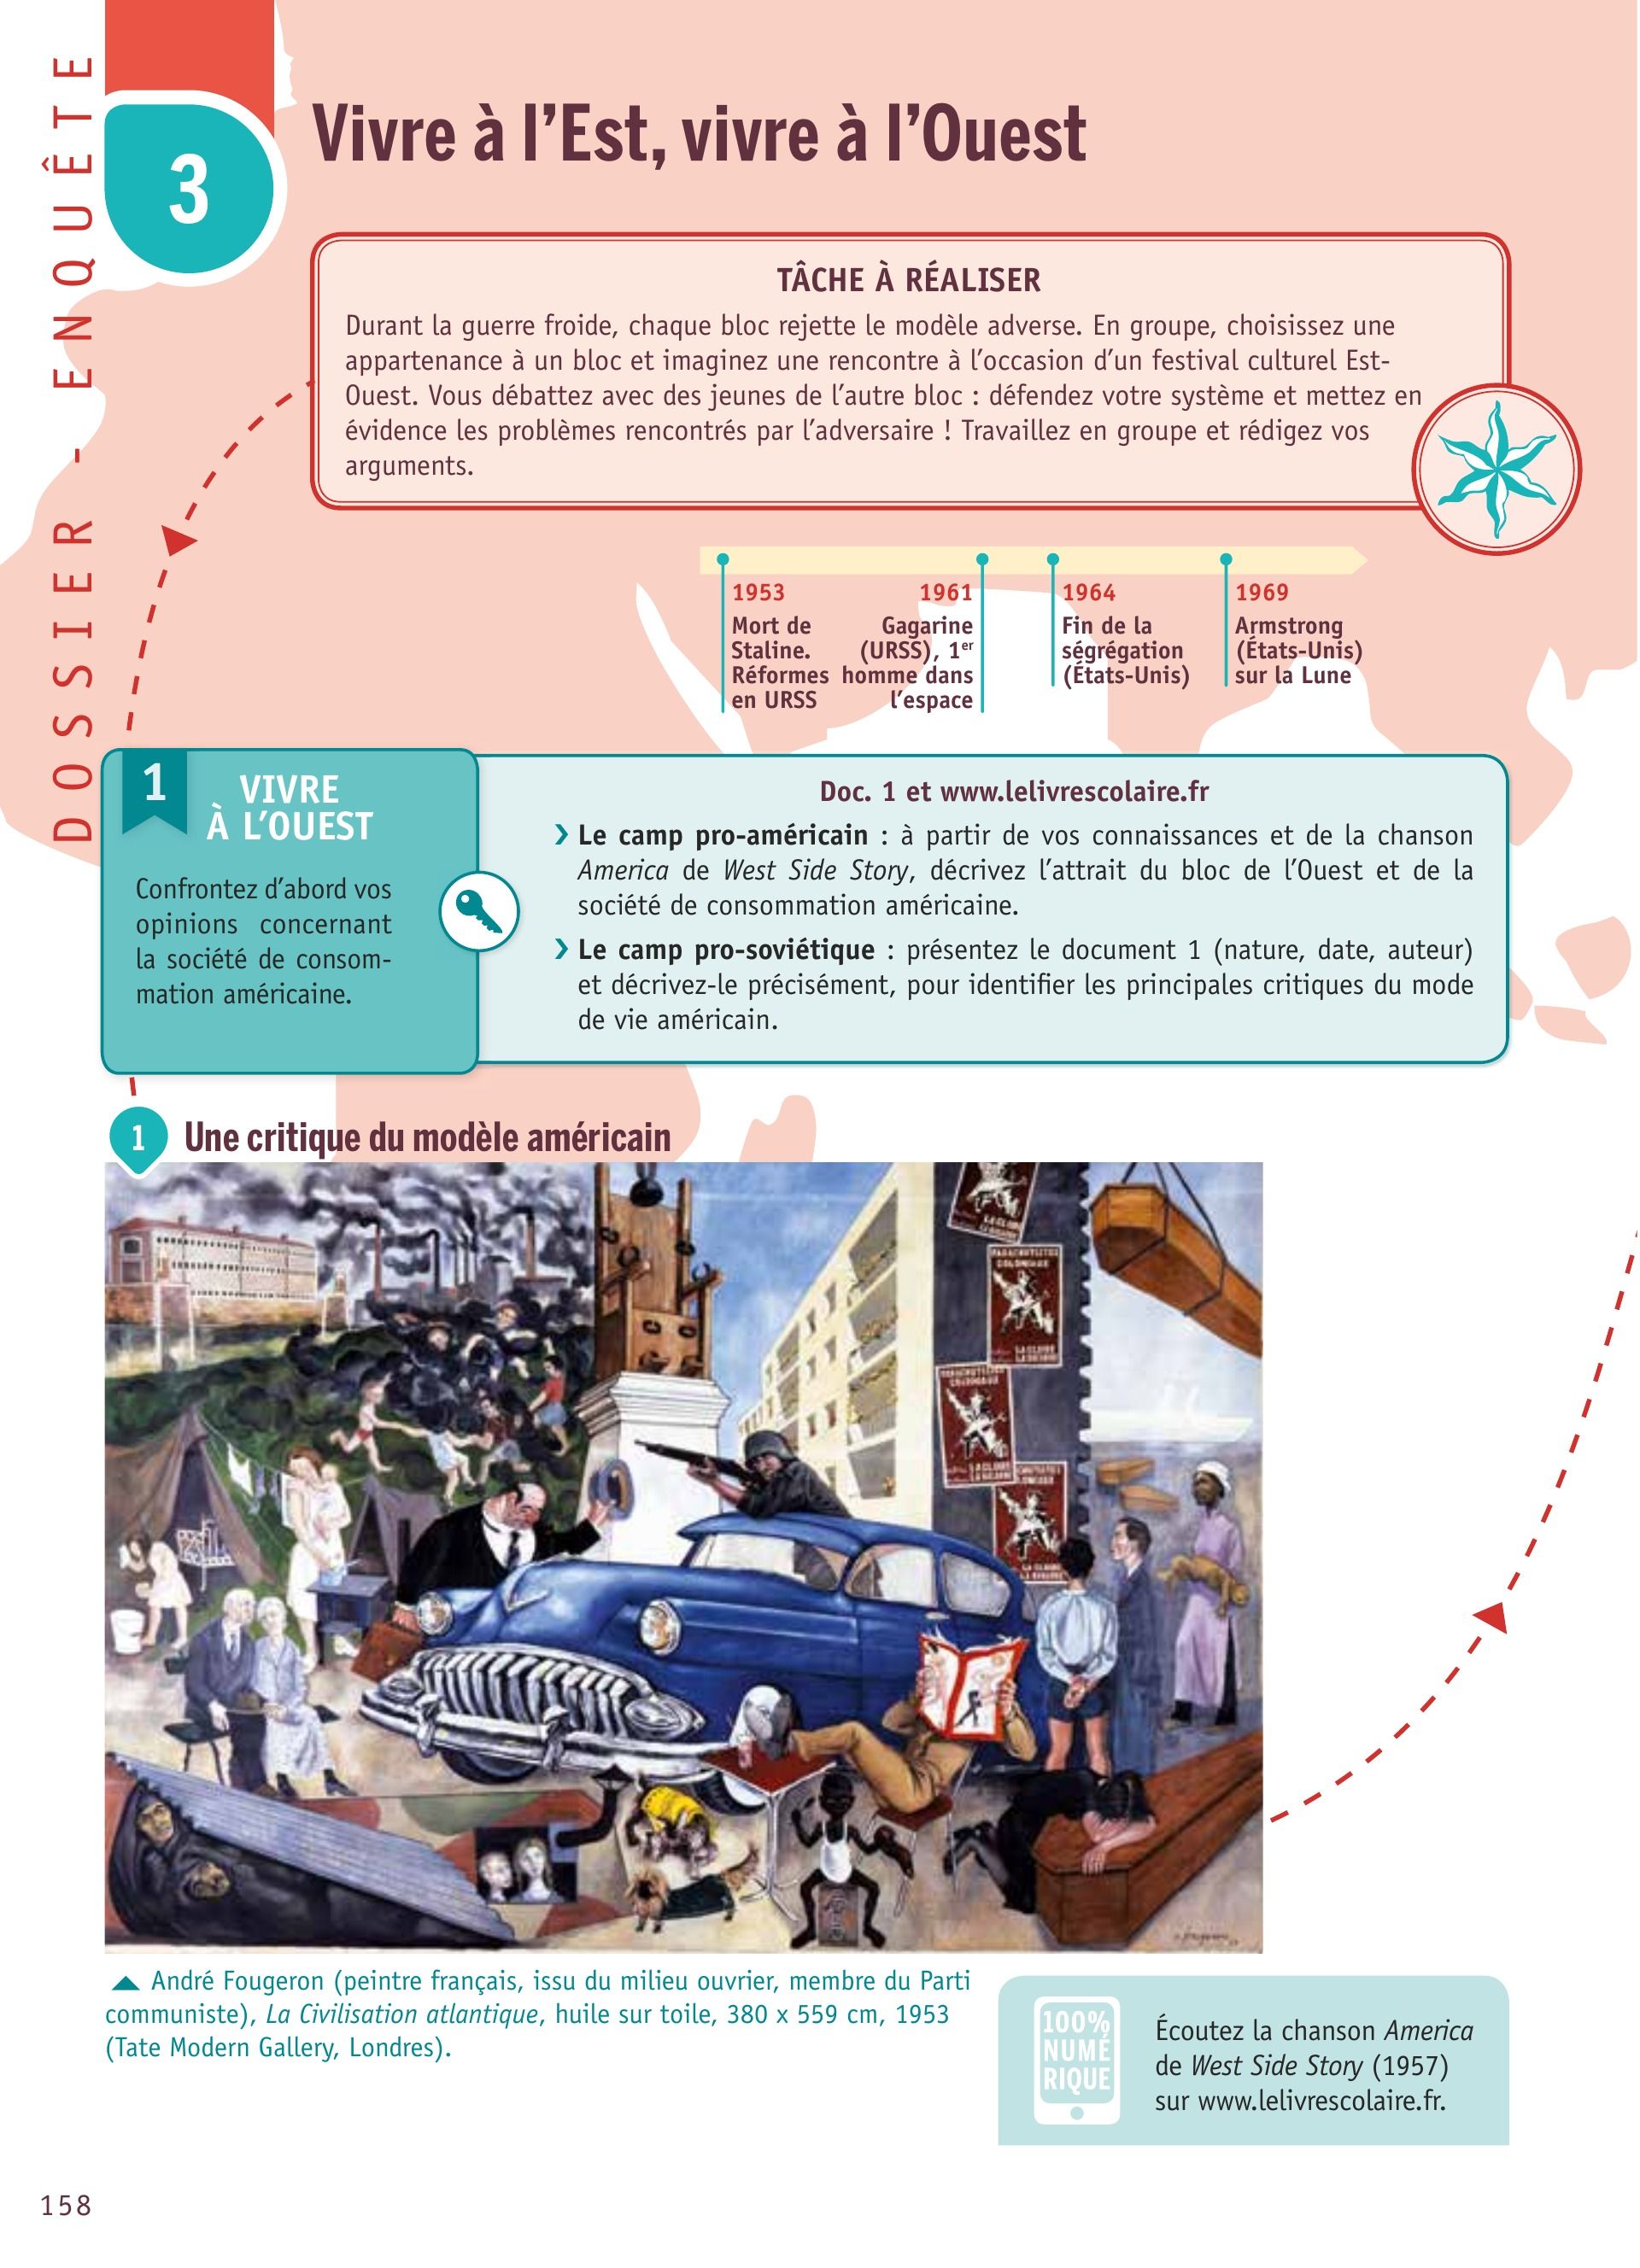 DOSSIER - ENQUÊTE
3
Vivre à l'Est, vivre à l'Ouest
TÂCHE À RÉALISER
Durant la guerre froide, chaque bloc rejette le modèle adverse. En groupe, choisissez une
appartenance à un bloc et imaginez une rencontre à l'occasion d'un festival culturel Est-
Ouest. Vous débattez avec des jeunes de l'autre bloc : défendez votre système et mettez en
évidence les problèmes rencontrés par l'adversaire ! Travaillez en groupe et rédigez vos
arguments.
1953
Mort de
Staline.
Réformes
en URSS
1961
Gagarine
(URSS), 1er
homme dans
l'espace
1964
Fin de la
ségrégation
(États-Unis)
1969
Armstrong
(États-Unis)
sur la Lune
1
VIVRE
À L'OUEST
Confrontez d'abord vos
opinions concernant
la société de consom-
mation américaine.
Doc. 1 et www.lelivrescolaire.fr
› Le camp pro-américain : à partir de vos connaissances et de la chanson
America de West Side Story, décrivez l'attrait du bloc de l'Ouest et de la
société de consommation américaine.
› Le camp pro-soviétique : présentez le document 1 (nature, date, auteur)
et décrivez-le précisément, pour identifier les principales critiques du mode
de vie américain.
1
Une critique du modèle américain
PARACHUTISTES
COLONIAUX
André Fougeron (peintre français, issu du milieu ouvrier, membre du Parti
communiste), La Civilisation atlantique, huile sur toile, 380 x 559 cm, 1953
(Tate Modern Gallery, Londres).
100%
NUMÉ
RIQUE
Écoutez la chanson America
de West Side Story (1957)
sur www.lelivrescolaire.fr.
158